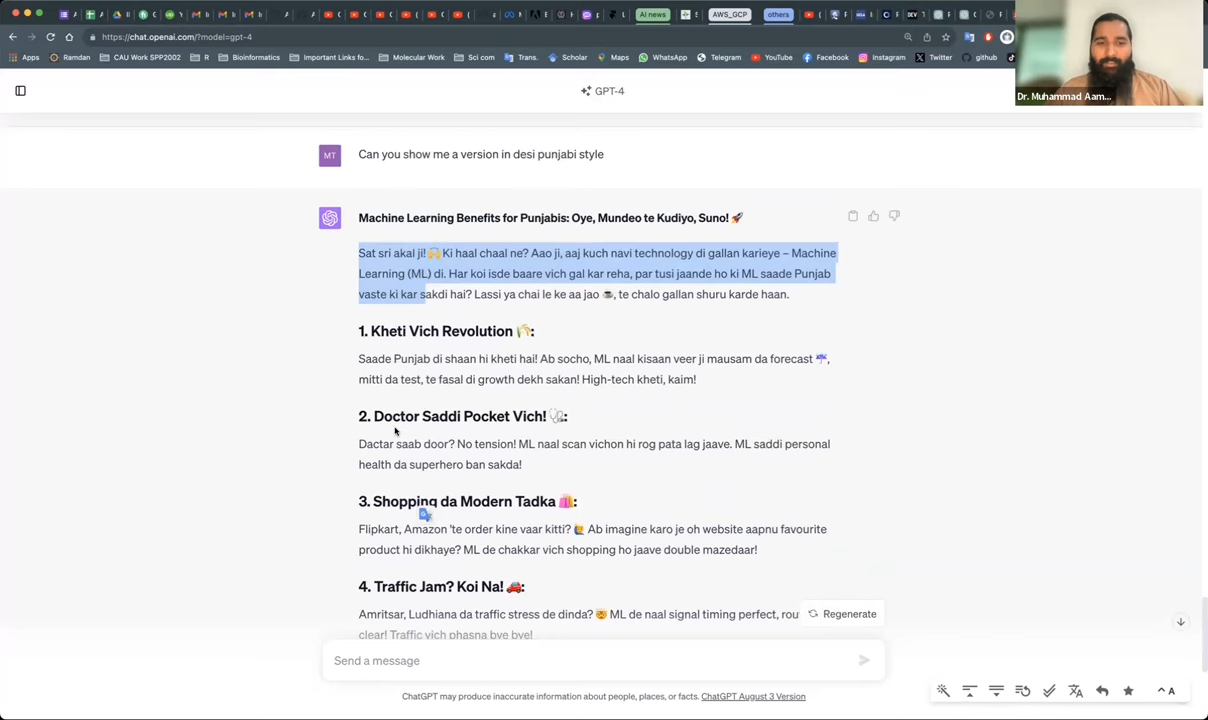 AI news
AWS_GCP
others
https://chat.openai.com/?model=gpt-4
Apps Ramdan CAU Work SPP2002 R Bioinformatics Important Links fo... Molecular Work Sci com Trans. Scholar Maps WhatsApp Telegram YouTube Facebook Instagram Twitter github
Dr. Muhammad Aam...
GPT-4
MT
Can you show me a version in desi punjabi style
Machine Learning Benefits for Punjabis: Oye, Mundeo te Kudiyo, Suno! 🚀
Sat sri akal ji! 🙌 Ki haal chaal ne? Aao ji, aaj kuch navi technology di gallan karieye – Machine
Learning (ML) di. Har koi isde baare vich gal kar reha, par tusi jaande ho ki ML saade Punjab
vaste ki kar sakdi hai? Lassi ya chai le ke aa jao ☕, te chalo gallan shuru karde haan.
1. Kheti Vich Revolution 🌾:
Saade Punjab di shaan hi kheti hai! Ab socho, ML naal kisaan veer ji mausam da forecast ☔,
mitti da test, te fasal di growth dekh sakan! High-tech kheti, kaim!
2. Doctor Saddi Pocket Vich! 🩺:
Dactar saab door? No tension! ML naal scan vichon hi rog pata lag jaave. ML saddi personal
health da superhero ban sakda!
3. Shopping da Modern Tadka 🛍️:
Flipkart, Amazon 'te order kine vaar kitti? 🙋 Ab imagine karo je oh website aapnu favourite
product hi dikhaye? ML de chakkar vich shopping ho jaave double mazedaar!
4. Traffic Jam? Koi Na! 🚗:
Amritsar, Ludhiana da traffic stress de dinda? 🤯 ML de naal signal timing perfect, rou
clear! Traffic vich phasna bye bye!
Regenerate
Send a message
ChatGPT may produce inaccurate information about people, places, or facts. ChatGPT August 3 Version
A